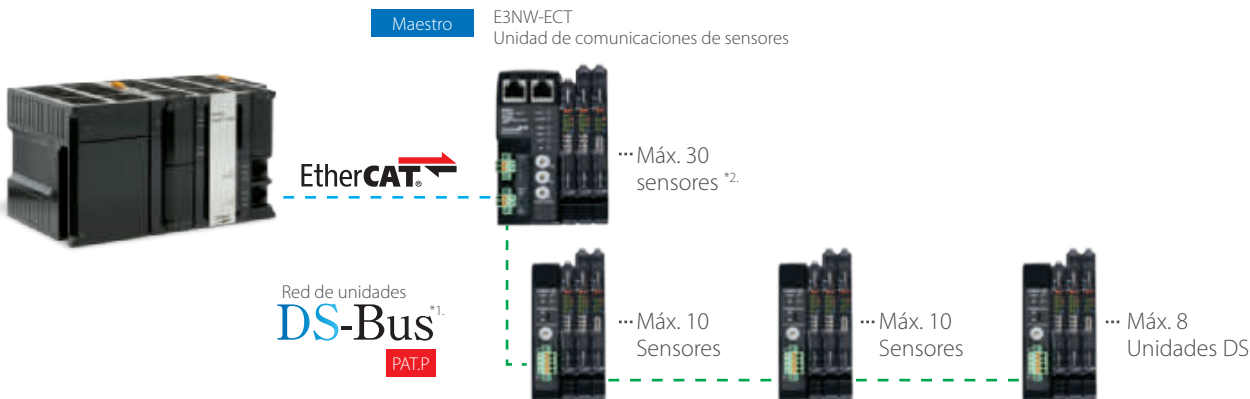 Maestro
E3NW-ECT
Unidad de comunicaciones de sensores
EtherCAT®
···Máx. 30
sensores *2.
Red de unidades
DS-Bus *1.
PAT.P
···Máx. 10
Sensores
···Máx. 10
Sensores
··· Máx. 8
Unidades DS